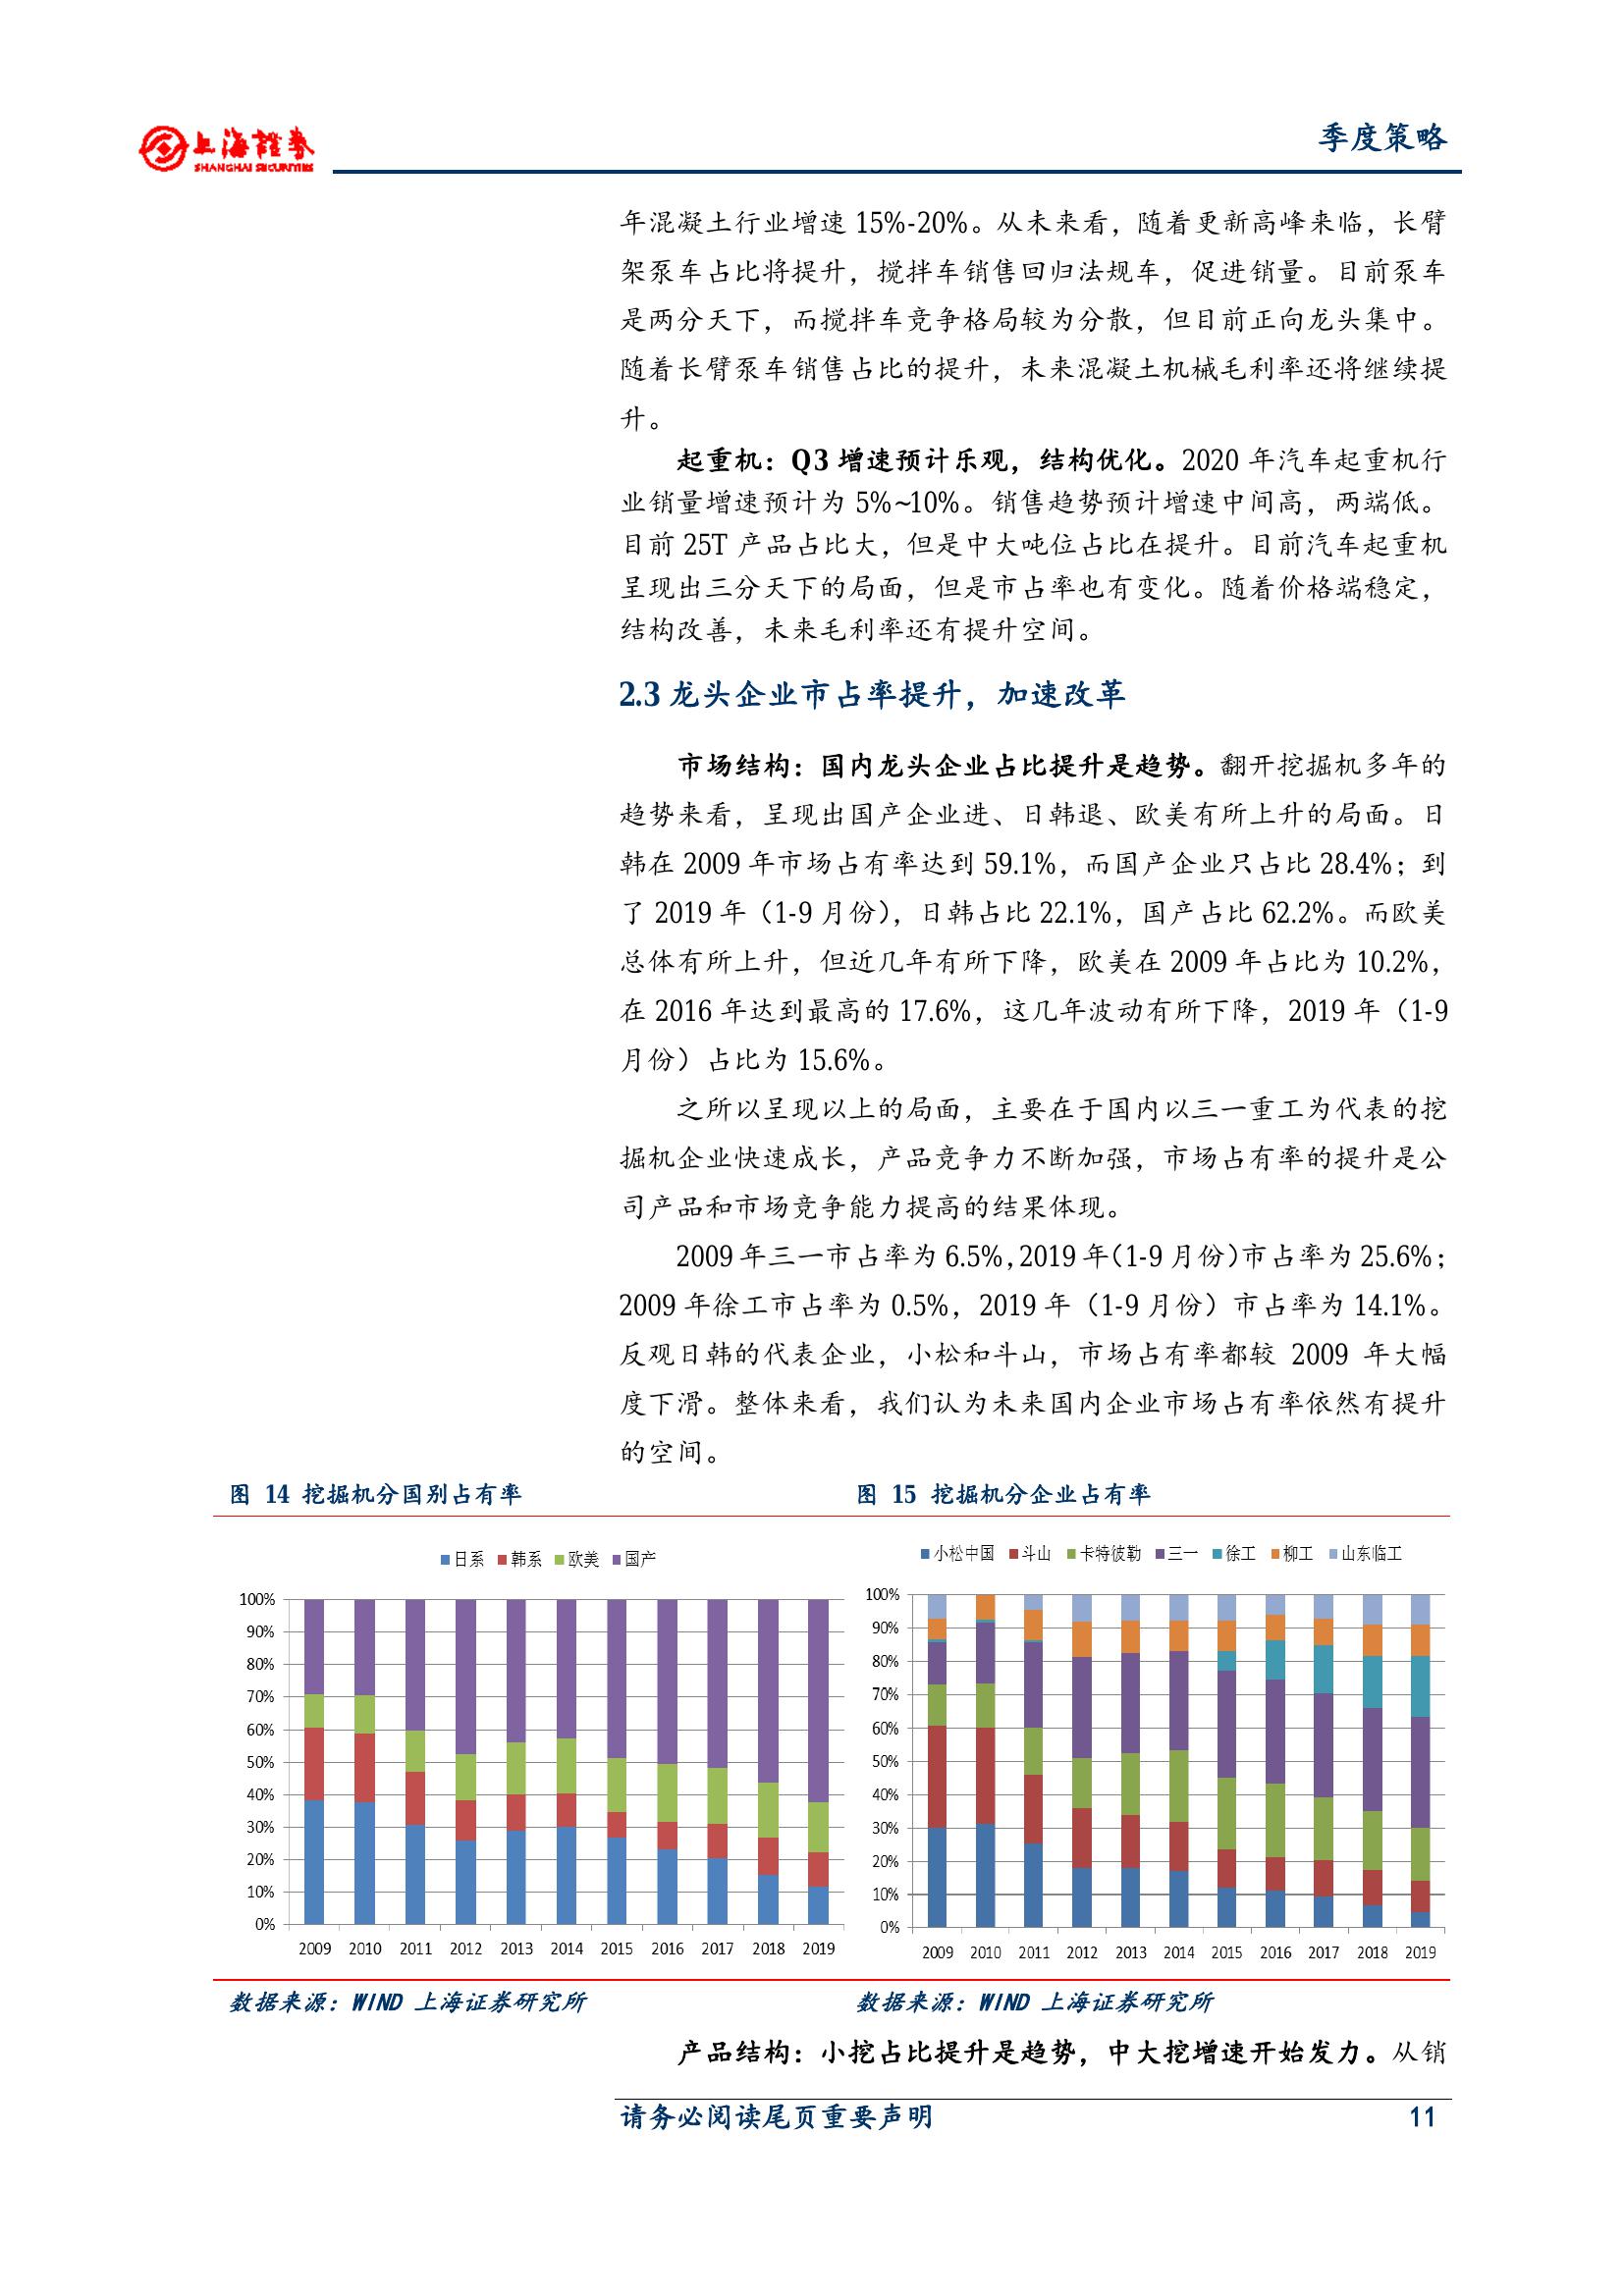 上海證券
SHANGHAI SECURITIES
季度策略
年混凝土行业增速 15%-20%。从未来看，随着更新高峰来临，长臂
架泵车占比将提升，搅拌车销售回归法规车，促进销量。目前泵车
是两分天下，而搅拌车竞争格局较为分散，但目前正向龙头集中。
随着长臂泵车销售占比的提升，未来混凝土机械毛利率还将继续提
升。
起重机：Q3 增速预计乐观，结构优化。2020 年汽车起重机行
业销量增速预计为 5%~10%。销售趋势预计增速中间高，两端低。
目前 25T 产品占比大，但是中大吨位占比在提升。目前汽车起重机
呈现出三分天下的局面，但是市占率也有变化。随着价格端稳定，
结构改善，未来毛利率还有提升空间。
2.3 龙头企业市占率提升，加速改革
市场结构：国内龙头企业占比提升是趋势。翻开挖掘机多年的
趋势来看，呈现出国产企业进、日韩退、欧美有所上升的局面。日
韩在 2009 年市场占有率达到 59.1%，而国产企业只占比 28.4%；到
了 2019 年（1-9 月份），日韩占比 22.1%，国产占比 62.2%。而欧美
总体有所上升，但近几年有所下降，欧美在 2009 年占比为 10.2%，
在 2016 年达到最高的 17.6%，这几年波动有所下降，2019 年（1-9
月份）占比为 15.6%。
之所以呈现以上的局面，主要在于国内以三一重工为代表的挖
掘机企业快速成长，产品竞争力不断加强，市场占有率的提升是公
司产品和市场竞争能力提高的结果体现。
2009 年三一市占率为 6.5%，2019 年（1-9 月份）市占率为 25.6%；
2009 年徐工市占率为 0.5%，2019 年（1-9 月份）市占率为 14.1%。
反观日韩的代表企业，小松和斗山，市场占有率都较 2009 年大幅
度下滑。整体来看，我们认为未来国内企业市场占有率依然有提升
的空间。
图 14 挖掘机分国别占有率
日系 韩系 欧美 国产
100%
90%
80%
70%
60%
50%
40%
30%
20%
10%
0%
2009 2010 2011 2012 2013 2014 2015 2016 2017 2018 2019
数据来源：WIND 上海证券研究所
图 15 挖掘机分企业占有率
小松中国 斗山 卡特彼勒 三一 徐工 柳工 山东临工
100%
90%
80%
70%
60%
50%
40%
30%
20%
10%
0%
2009 2010 2011 2012 2013 2014 2015 2016 2017 2018 2019
数据来源：WIND 上海证券研究所
产品结构：小挖占比提升是趋势，中大挖增速开始发力。从销
请务必阅读尾页重要声明 11